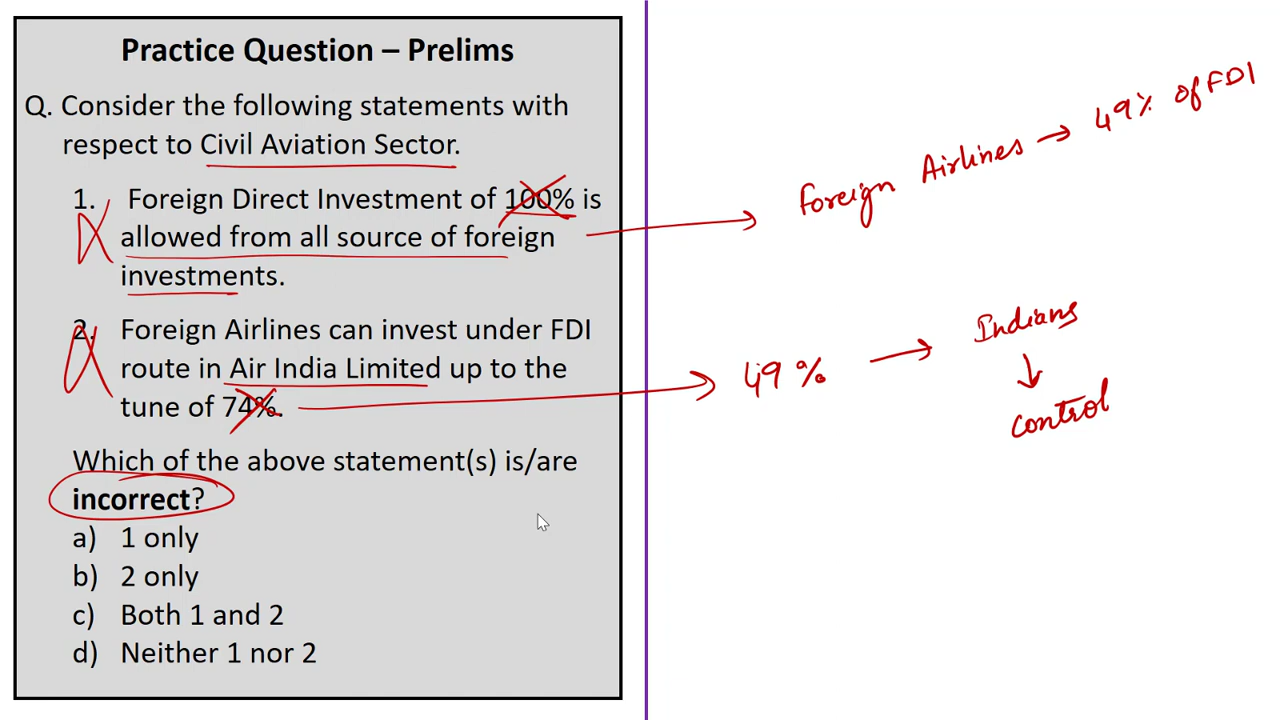 Practice Question – Prelims
Q. Consider the following statements with
respect to Civil Aviation Sector.
1. Foreign Direct Investment of 100% is
allowed from all source of foreign
investments.
2. Foreign Airlines can invest under FDI
route in Air India Limited up to the
tune of 74%.
Which of the above statement(s) is/are
incorrect?
a) 1 only
b) 2 only
c) Both 1 and 2
d) Neither 1 nor 2
Foreign Airlines → 49% of FDI
49% → Indians
↓
control